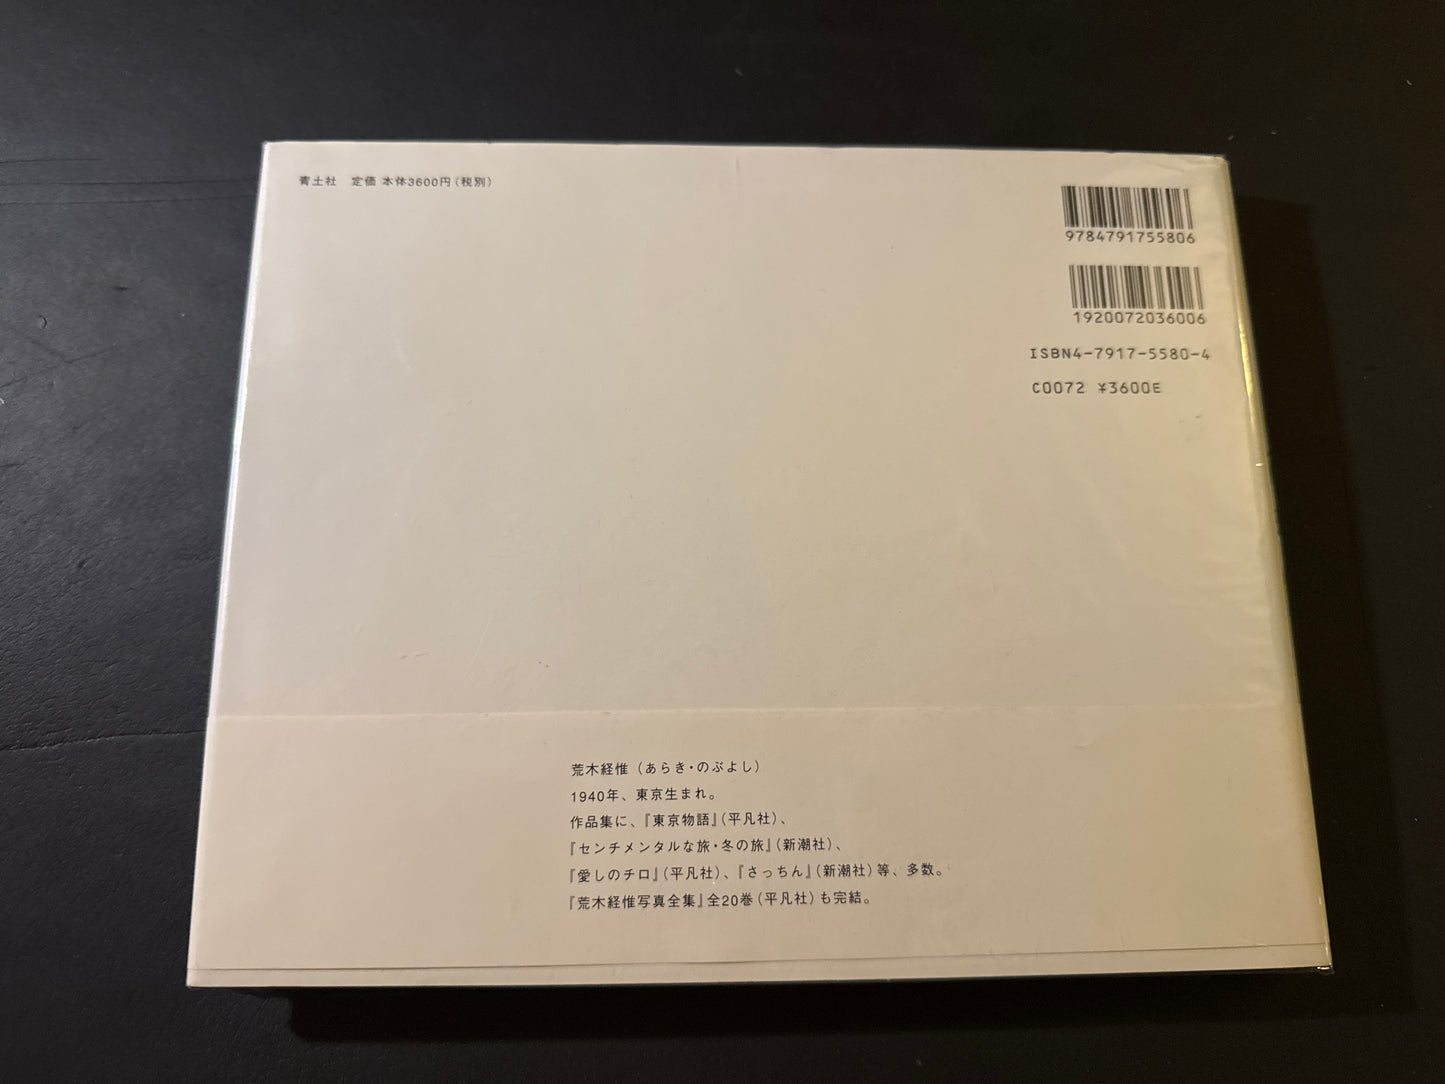 青土社　定価 本体3600円（税別）
9784791755806
1920072036006
ISBN4-7917-5580-4
C0072 ¥3600E
荒木経惟（あらき・のぶよし）
1940年、東京生まれ。
作品集に、『東京物語』（平凡社）、
『センチメンタルな旅・冬の旅』（新潮社）、
『愛しのチロ』（平凡社）、『さっちん』（新潮社）等、多数。
『荒木経惟写真全集』全20巻（平凡社）も完結。